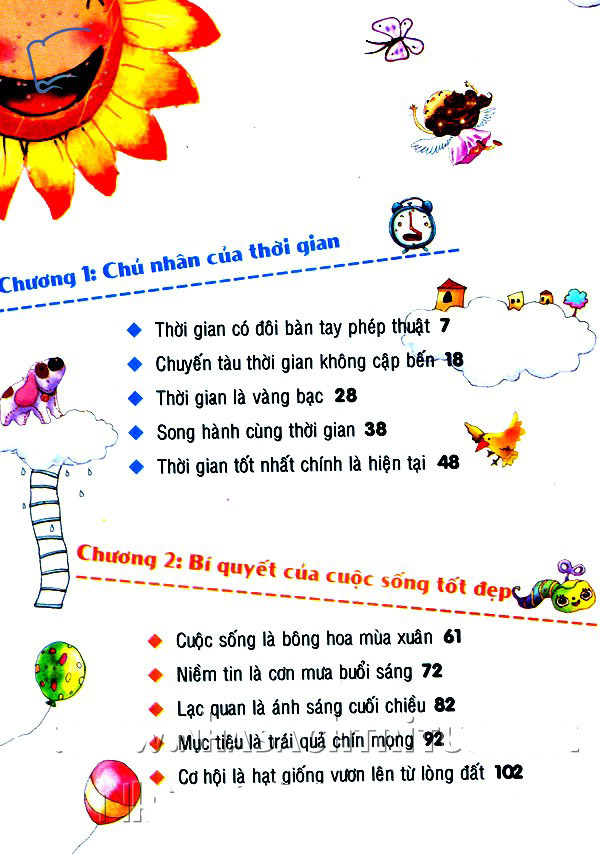 Chương 1: Chủ nhân của thời gian
Thời gian có đôi bàn tay phép thuật 7
Chuyến tàu thời gian không cập bến 18
Thời gian là vàng bạc 28
Song hành cùng thời gian 38
Thời gian tốt nhất chính là hiện tại 48
Chương 2: Bí quyết của cuộc sống tốt đẹp
Cuộc sống là bông hoa mùa xuân 61
Niềm tin là cơn mưa buổi sáng 72
Lạc quan là ánh sáng cuối chiều 82
Mục tiêu là trái quả chín mọng 92
Cơ hội là hạt giống vươn lên từ lòng đất 102